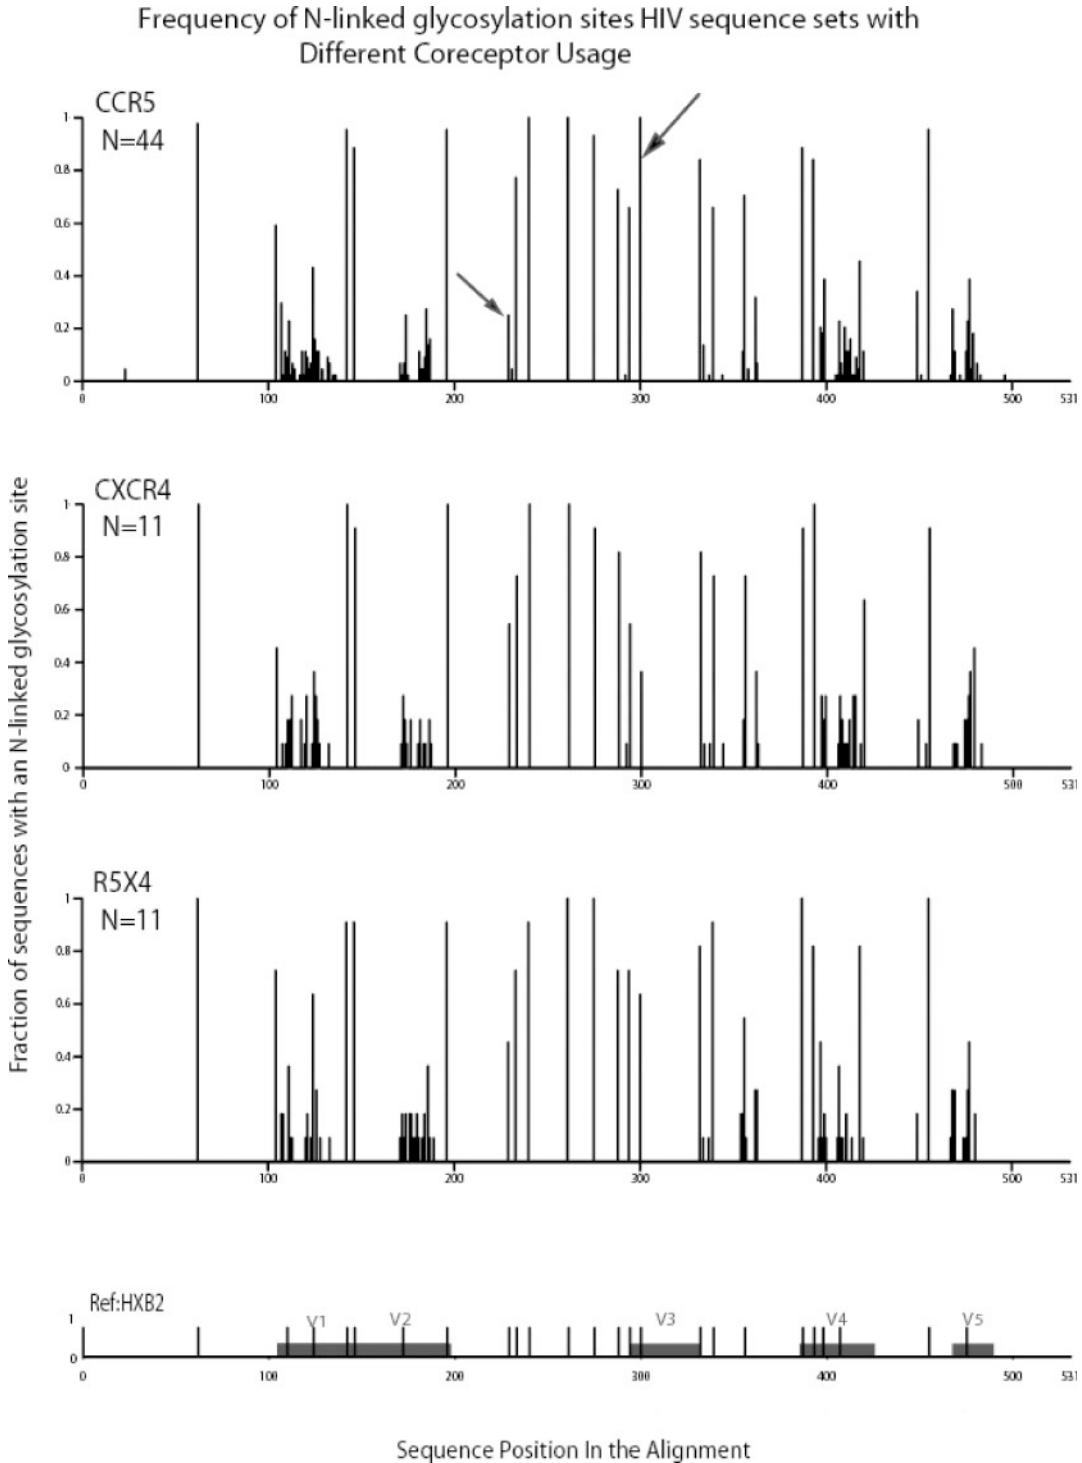 Frequency of N-linked glycosylation sites HIV sequence sets with
Different Coreceptor Usage
Fraction of sequences with an N-linked glycosylation site
CCR5
N=44
1
0.8
0.6
0.4
0.2
0
0 100 200 300 400 500 531
CXCR4
N=11
1
0.8
0.6
0.4
0.2
0
0 100 200 300 400 500 531
R5X4
N=11
1
0.8
0.6
0.4
0.2
0
0 100 200 300 400 500 531
Ref:HXB2
1
V1 V2 V3 V4 V5
0
0 100 200 300 400 500 531
Sequence Position In the Alignment